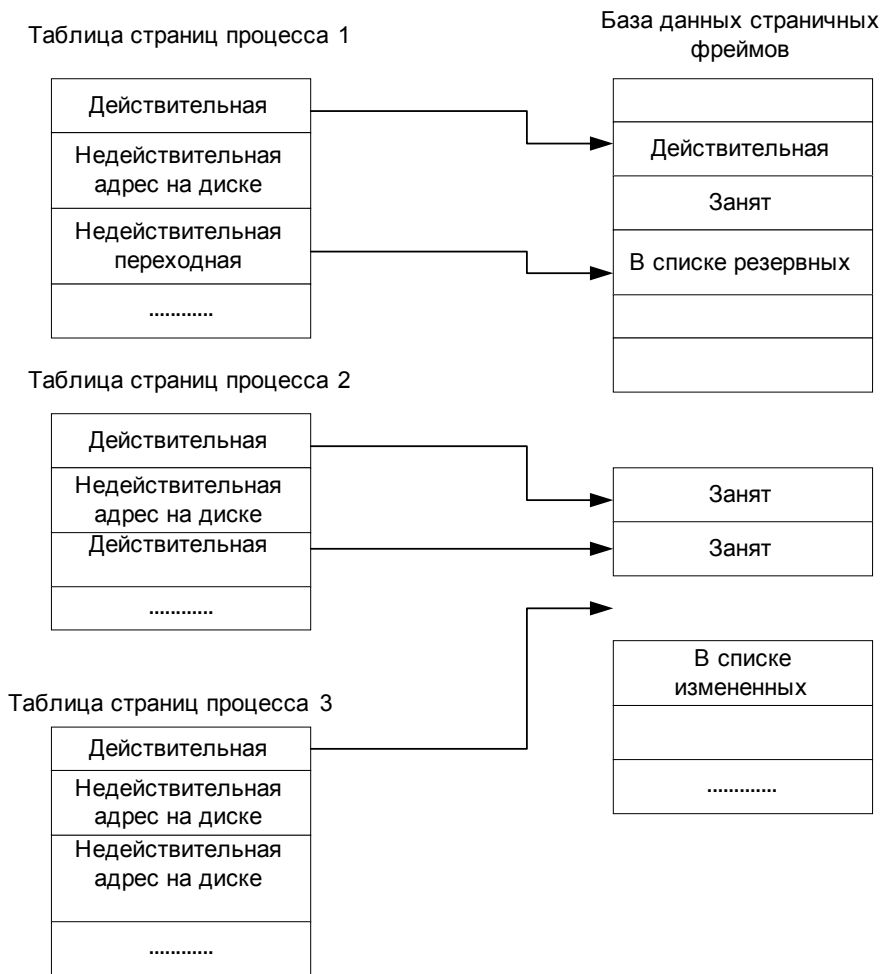 Таблица страниц процесса 1
Действительная
Недействительная
адрес на диске
Недействительная
переходная
............
Таблица страниц процесса 2
Действительная
Недействительная
адрес на диске
Действительная
............
Таблица страниц процесса 3
Действительная
Недействительная
адрес на диске
Недействительная
адрес на диске
............
База данных страничных
фреймов
Действительная
Занят
В списке резервных
Занят
Занят
В списке
измененных
.............